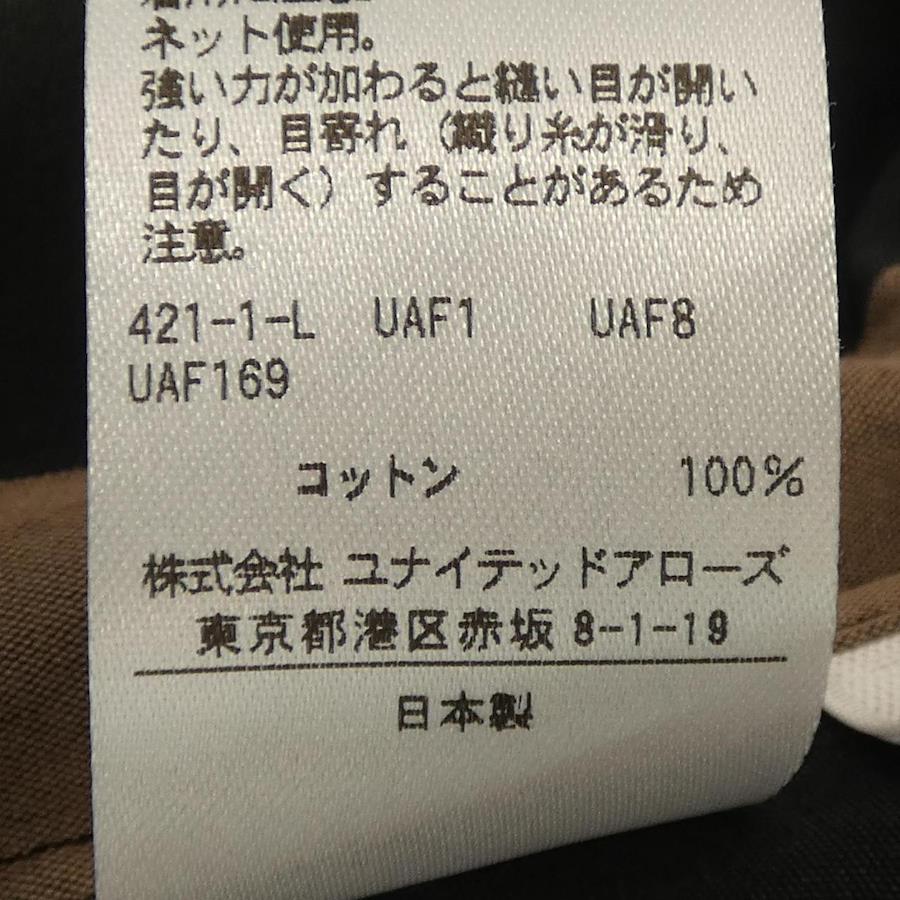 ネット使用。
強い力が加わると縫い目が開い
たり、目寄れ（織り糸が滑り、
目が開く）することがあるため
注意。
421-1-L UAF1 UAF8
UAF169
コットン 100%
株式会社 ユナイテッドアローズ
東京都港区赤坂 8-1-19
日本製